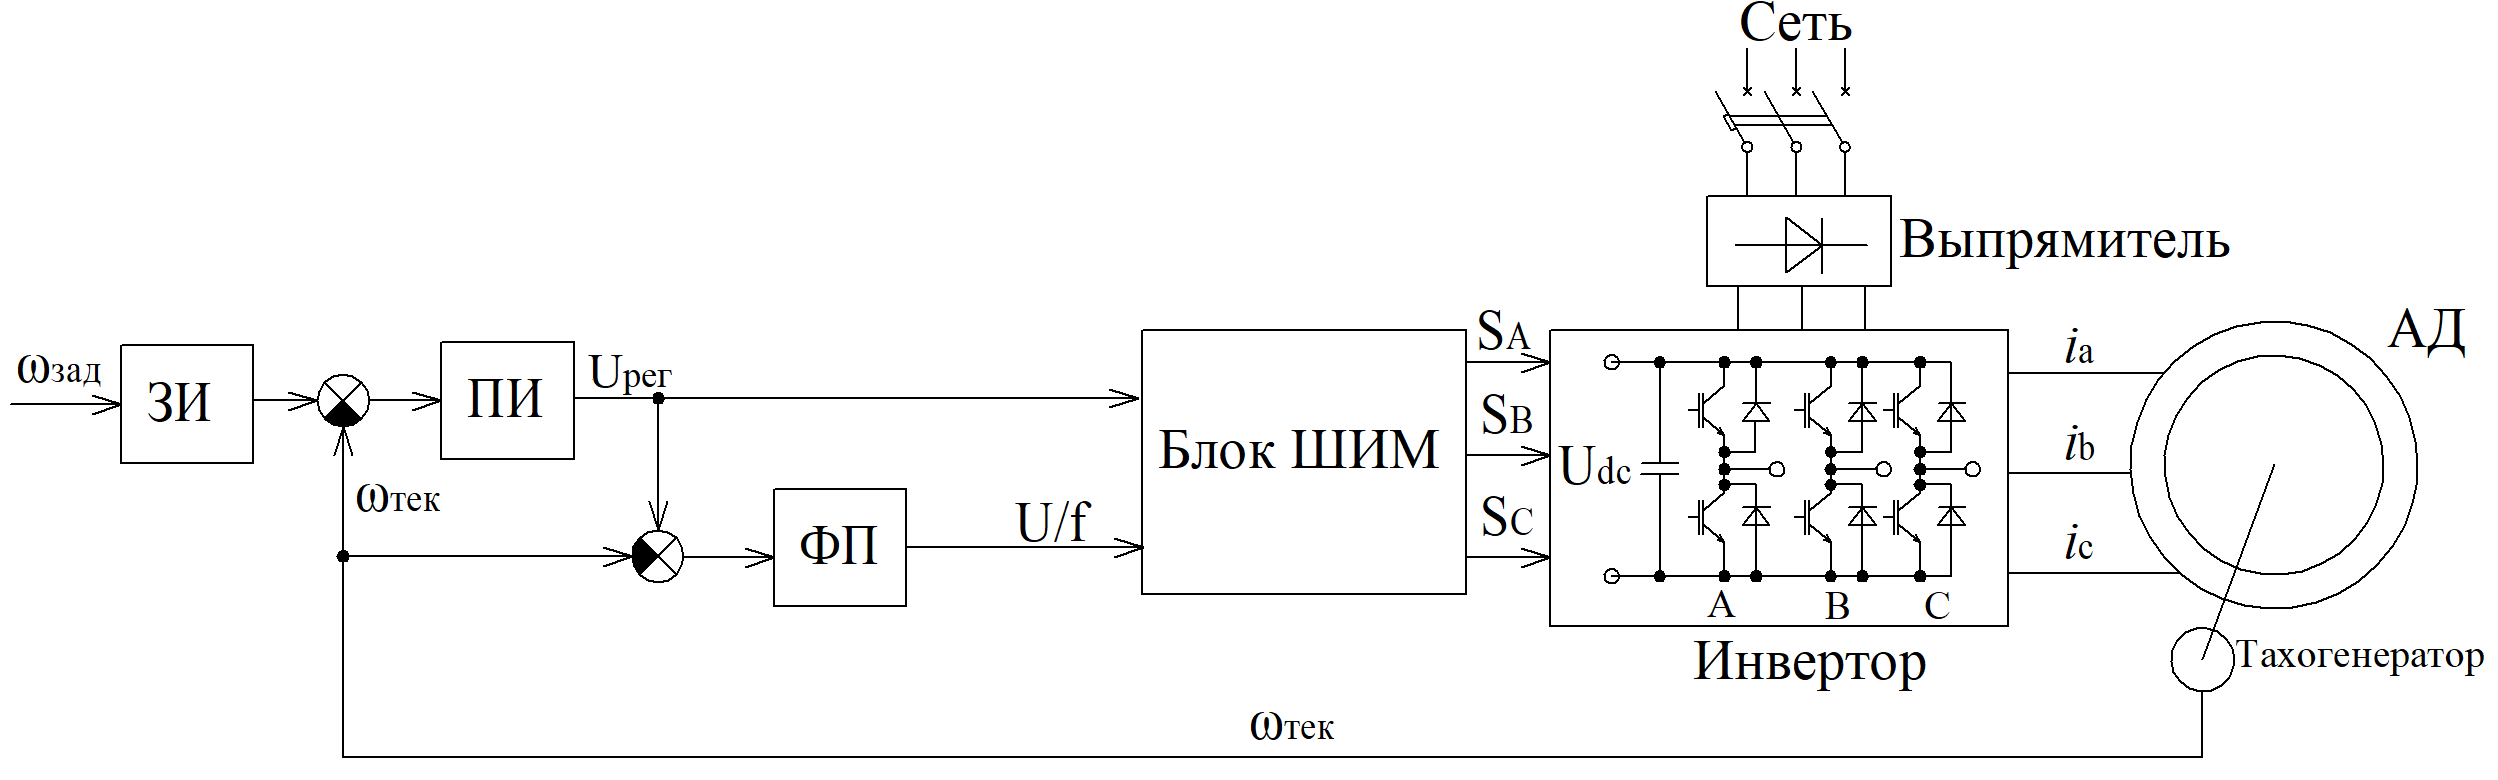 Сеть
Выпрямитель
ωзад
ЗИ
ПИ
Uрег
ωтек
ФП
U/f
Блок ШИМ
SA
SB
SC
Udc
A
B
C
Инвертор
ia
ib
ic
АД
Тахогенератор
ωтек